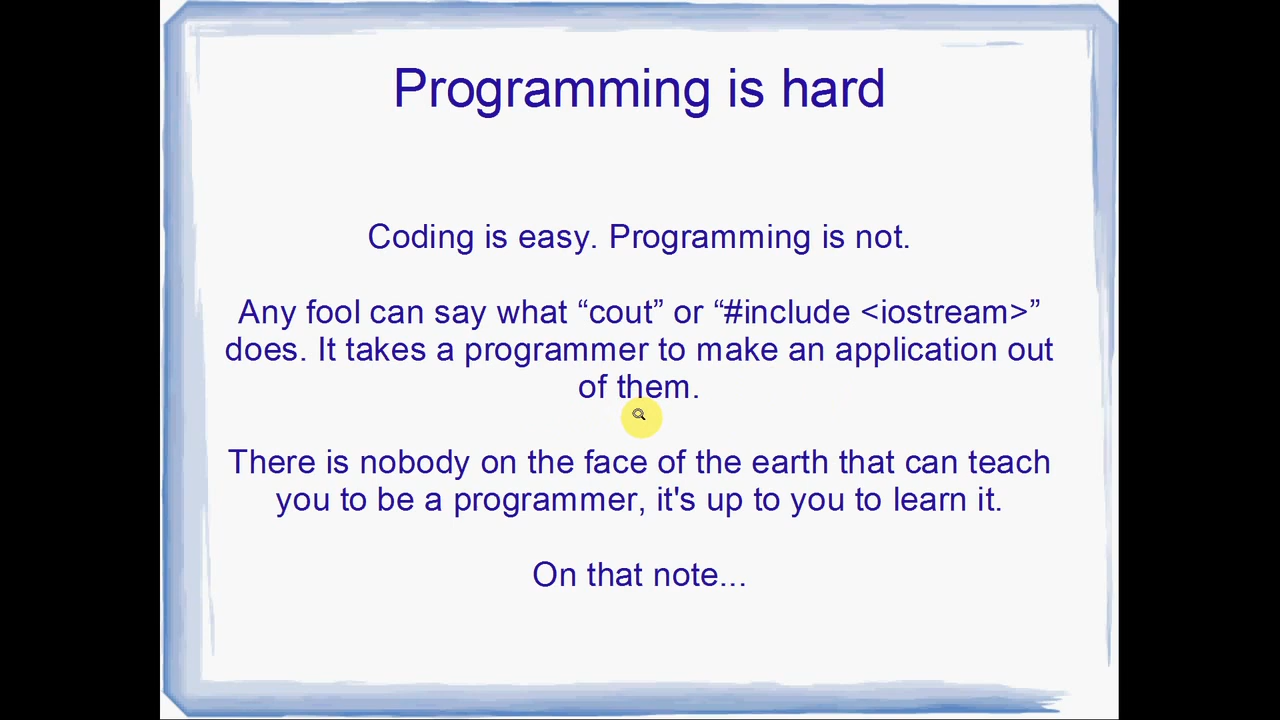 Programming is hard
Coding is easy. Programming is not.
Any fool can say what “cout” or “#include <iostream>”
does. It takes a programmer to make an application out
of them.
There is nobody on the face of the earth that can teach
you to be a programmer, it's up to you to learn it.
On that note...